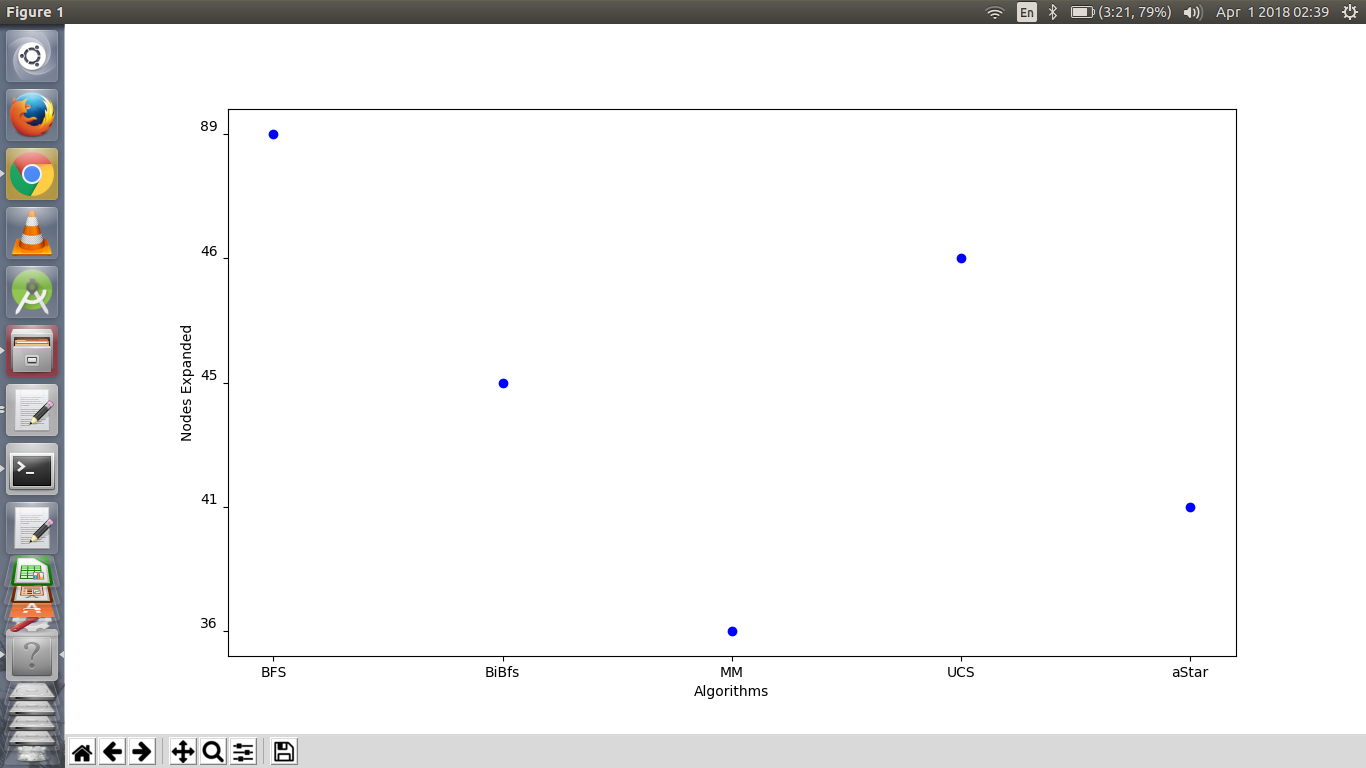 Figure 1
En
(3:21, 79%)
Apr 1 2018 02:39
89
46
45
41
36
Nodes Expanded
BFS BiBfs MM UCS aStar
Algorithms